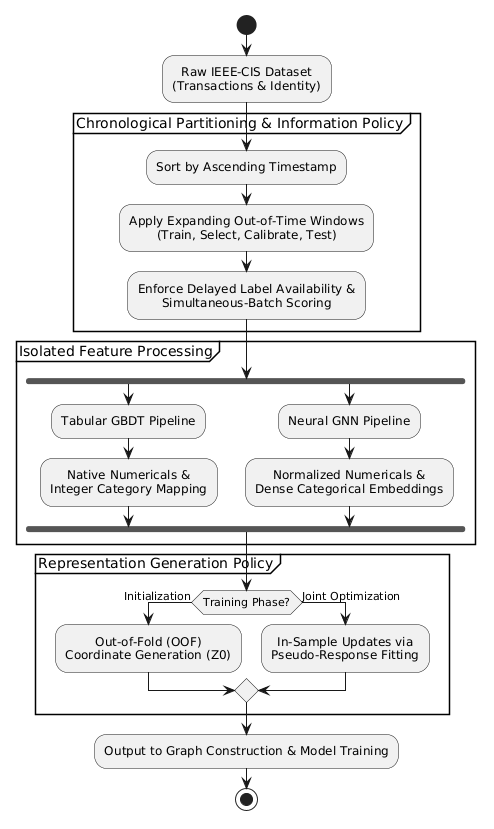 Raw IEEE-CIS Dataset
(Transactions & Identity)
Chronological Partitioning & Information Policy
Sort by Ascending Timestamp
Apply Expanding Out-of-Time Windows
(Train, Select, Calibrate, Test)
Enforce Delayed Label Availability &
Simultaneous-Batch Scoring
Isolated Feature Processing
Tabular GBDT Pipeline
Native Numericals &
Integer Category Mapping
Neural GNN Pipeline
Normalized Numericals &
Dense Categorical Embeddings
Representation Generation Policy
Training Phase?
Initialization
Joint Optimization
Out-of-Fold (OOF)
Coordinate Generation (Z0)
In-Sample Updates via
Pseudo-Response Fitting
Output to Graph Construction & Model Training